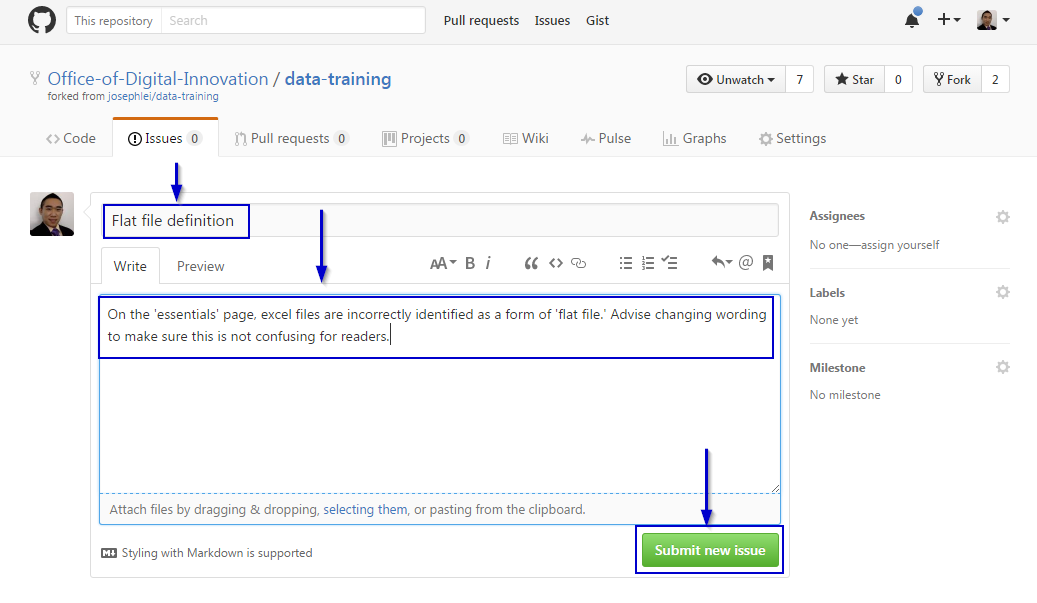 This repository Search Pull requests Issues Gist
Office-of-Digital-Innovation / data-training
forked from josephlei/data-training
Unwatch 7 Star 0 Fork 2
Code Issues 0 Pull requests 0 Projects 0 Wiki Pulse Graphs Settings
Flat file definition
Write Preview AA B i
On the 'essentials' page, excel files are incorrectly identified as a form of 'flat file.' Advise changing wording
to make sure this is not confusing for readers.
Attach files by dragging & dropping, selecting them, or pasting from the clipboard.
Styling with Markdown is supported
Submit new issue
Assignees
No one—assign yourself
Labels
None yet
Milestone
No milestone